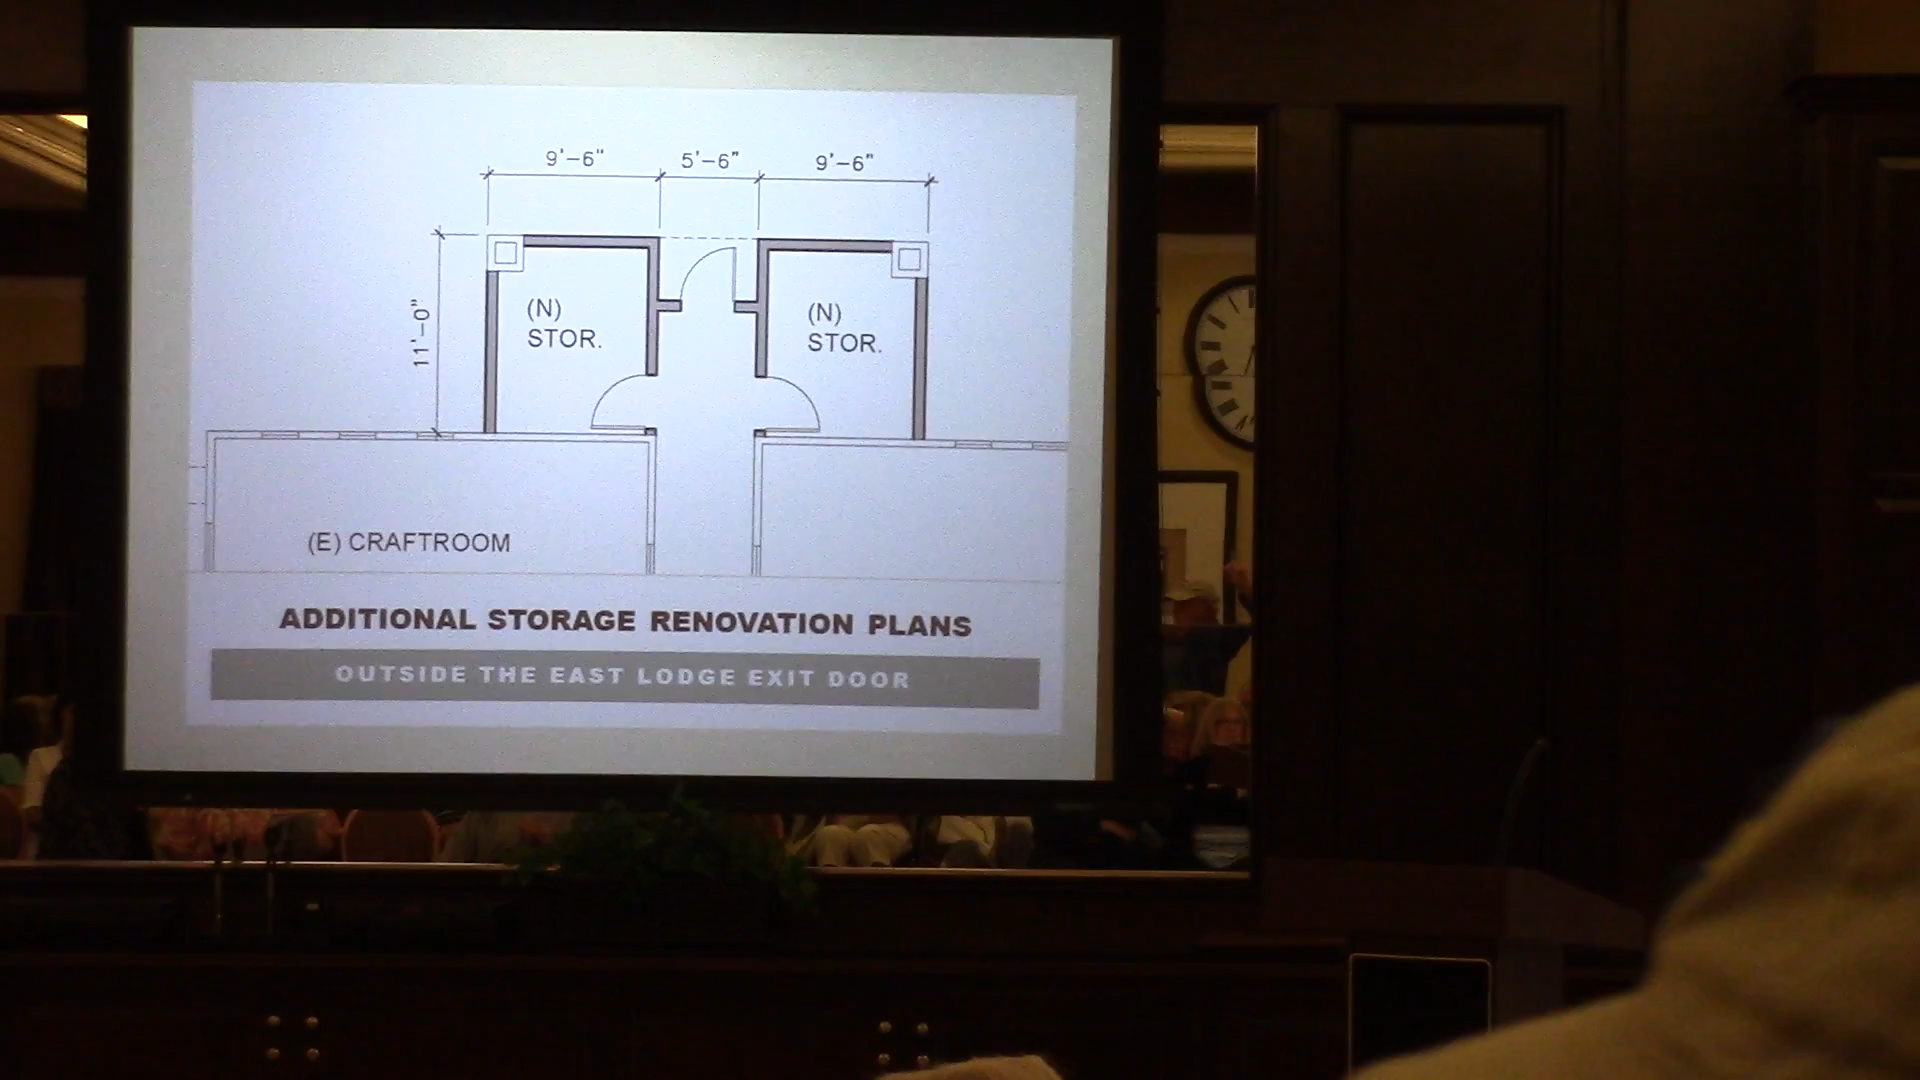 9'-6" 5'-6" 9'-6"
11'-0"
(N)
STOR.
(N)
STOR.
(E) CRAFTROOM
ADDITIONAL STORAGE RENOVATION PLANS
OUTSIDE THE EAST LODGE EXIT DOOR